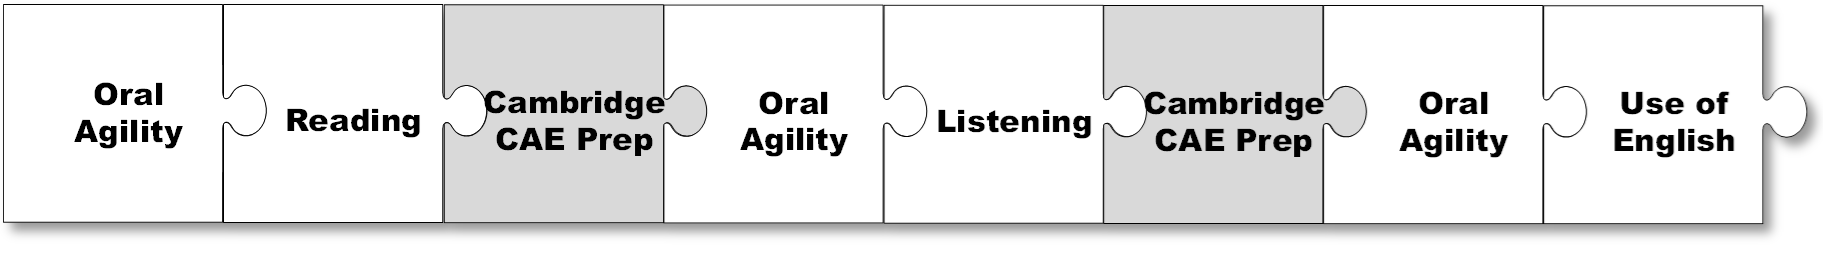 Oral
Agility
Reading
Cambridge
CAE Prep
Oral
Agility
Listening
Cambridge
CAE Prep
Oral
Agility
Use of
English